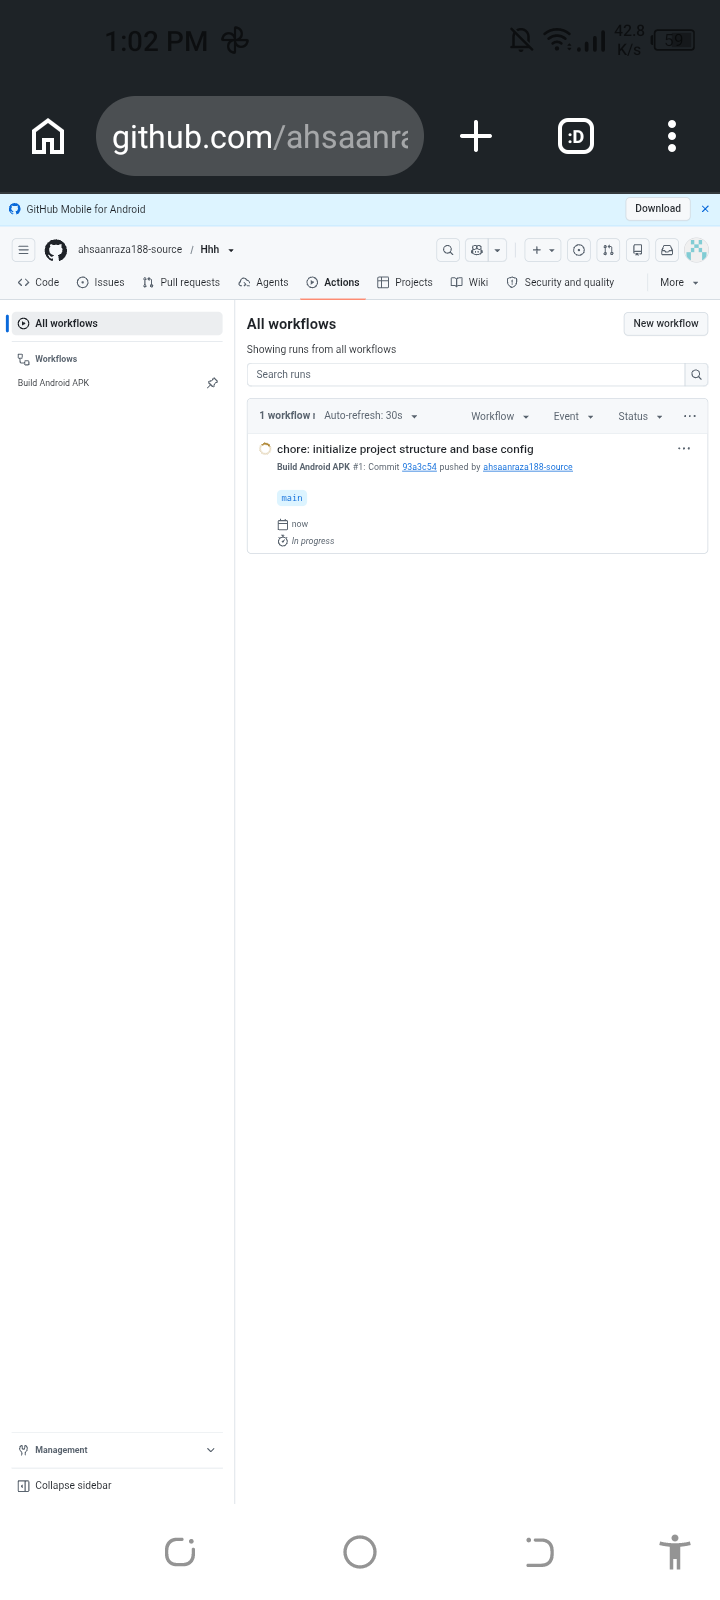 1:02 PM
42.8
K/s
59
github.com/ahsaanra
:D
GitHub Mobile for Android
Download
ahsaanraza188-source / Hhh
Code
Issues
Pull requests
Agents
Actions
Projects
Wiki
Security and quality
More
All workflows
Workflows
Build Android APK
All workflows
New workflow
Showing runs from all workflows
Search runs
1 workflow r
Auto-refresh: 30s
Workflow
Event
Status
chore: initialize project structure and base config
Build Android APK #1: Commit 93a3c54 pushed by ahsaanraza188-source
main
now
In progress
Management
Collapse sidebar